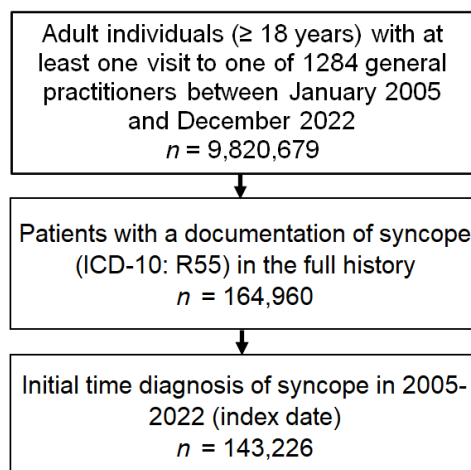 Adult individuals (≥ 18 years) with at
least one visit to one of 1284 general
practitioners between January 2005
and December 2022
n = 9,820,679
Patients with a documentation of syncope
(ICD-10: R55) in the full history
n = 164,960
Initial time diagnosis of syncope in 2005-
2022 (index date)
n = 143,226